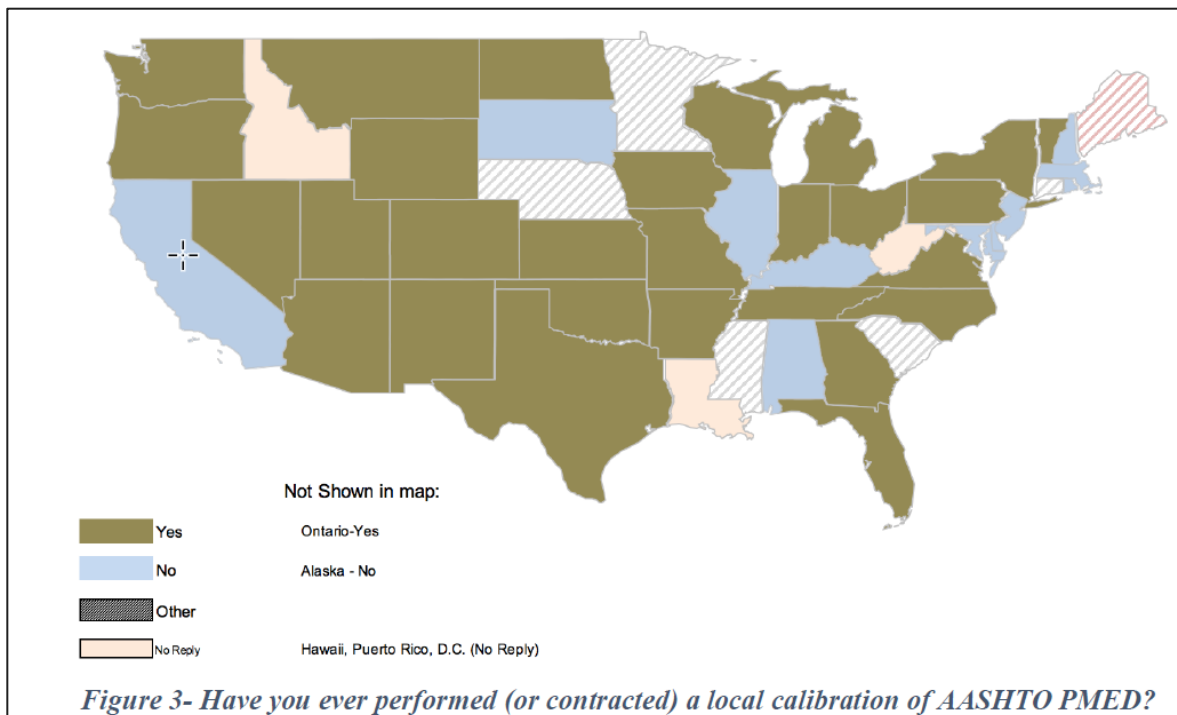 Not Shown in map:
Yes
Ontario-Yes
No
Alaska - No
Other
No Reply
Hawaii, Puerto Rico, D.C. (No Reply)
Figure 3- Have you ever performed (or contracted) a local calibration of AASHTO PMED?